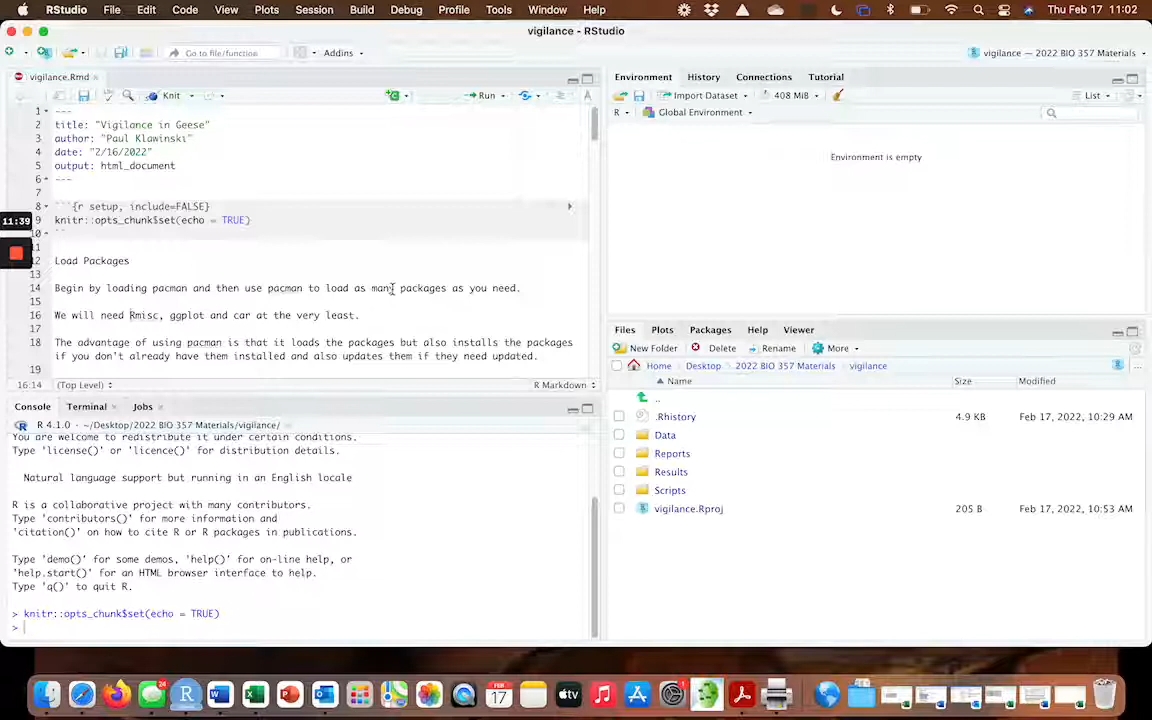 RStudio File Edit Code View Plots Session Build Debug Profile Tools Window Help Thu Feb 17 11:02
vigilance - RStudio
Go to file/function Addins vigilance — 2022 BIO 357 Materials
vigilance.Rmd
Knit Run
1 ---
2 title: "Vigilance in Geese"
3 author: "Paul Klawinski"
4 date: "2/16/2022"
5 output: html_document
6 ---
7
8 ```{r setup, include=FALSE}
9 knitr::opts_chunk$set(echo = TRUE)
10 ```
11
12 Load Packages
13
14 Begin by loading pacman and then use pacman to load as many packages as you need.
15
16 We will need Rmisc, ggplot and car at the very least.
17
18 The advantage of using pacman is that it loads the packages but also installs the packages
if you don't already have them installed and also updates them if they need updated.
19
16:14 (Top Level) R Markdown
11:39
Console Terminal Jobs
R 4.1.0 · ~/Desktop/2022 BIO 357 Materials/vigilance/
You are welcome to redistribute it under certain conditions.
Type 'license()' or 'licence()' for distribution details.
Natural language support but running in an English locale
R is a collaborative project with many contributors.
Type 'contributors()' for more information and
'citation()' on how to cite R or R packages in publications.
Type 'demo()' for some demos, 'help()' for on-line help, or
'help.start()' for an HTML browser interface to help.
Type 'q()' to quit R.
> knitr::opts_chunk$set(echo = TRUE)
>
Environment History Connections Tutorial
Import Dataset 408 MiB List
R Global Environment
Environment is empty
Files Plots Packages Help Viewer
New Folder Delete Rename More
Home Desktop 2022 BIO 357 Materials vigilance
Name Size Modified
..
.Rhistory 4.9 KB Feb 17, 2022, 10:29 AM
Data
Reports
Results
Scripts
vigilance.Rproj 205 B Feb 17, 2022, 10:53 AM
24
FEB
17
tv